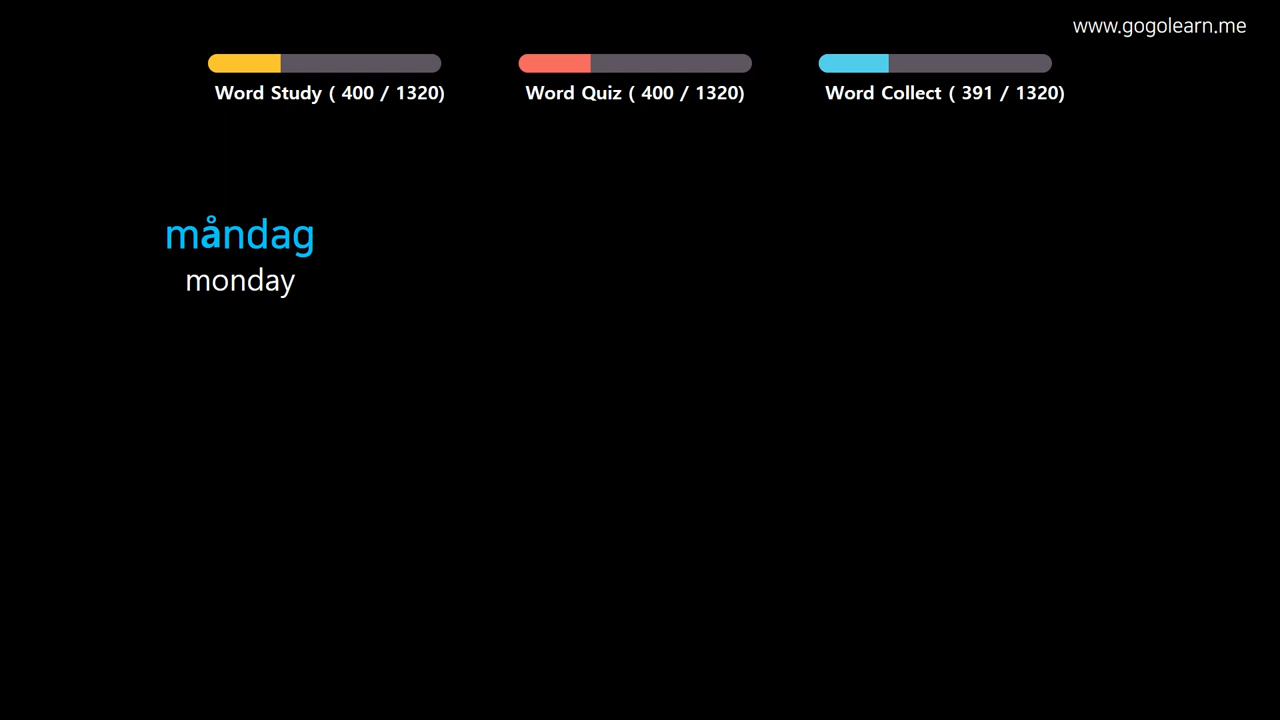 www.gogolearn.me
Word Study ( 400 / 1320)
Word Quiz ( 400 / 1320)
Word Collect ( 391 / 1320)
måndag
monday